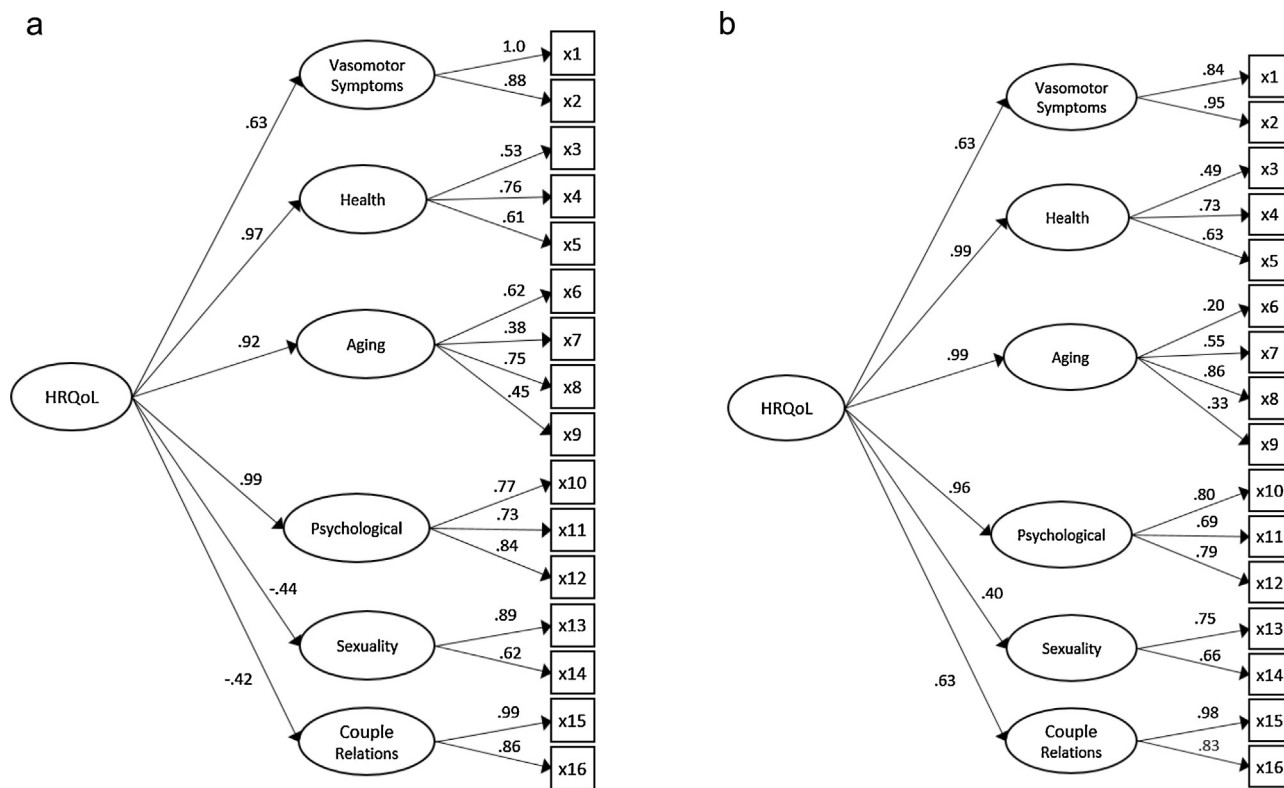 a
HRQoL
.63
.97
.92
.99
-.44
-.42
Vasomotor
Symptoms
Health
Aging
Psychological
Sexuality
Couple
Relations
1.0
.88
.53
.76
.61
.62
.38
.75
.45
.77
.73
.84
.89
.62
.99
.86
x1
x2
x3
x4
x5
x6
x7
x8
x9
x10
x11
x12
x13
x14
x15
x16
b
HRQoL
.63
.99
.99
.96
.40
.63
Vasomotor
Symptoms
Health
Aging
Psychological
Sexuality
Couple
Relations
.84
.95
.49
.73
.63
.20
.55
.86
.33
.80
.69
.79
.75
.66
.98
.83
x1
x2
x3
x4
x5
x6
x7
x8
x9
x10
x11
x12
x13
x14
x15
x16